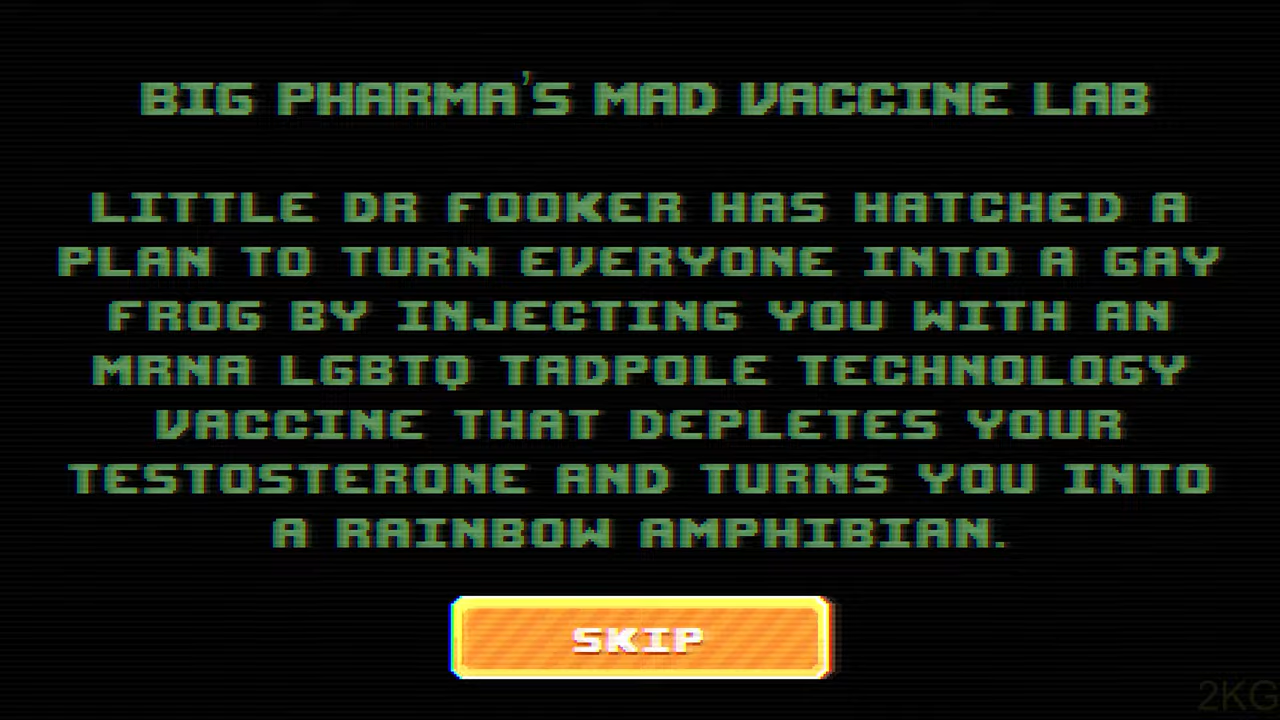 BIG PHARMA'S MAD VACCINE LAB
LITTLE DR FOOKER HAS HATCHED A
PLAN TO TURN EVERYONE INTO A GAY
FROG BY INJECTING YOU WITH AN
MRNA LGBTQ TADPOLE TECHNOLOGY
VACCINE THAT DEPLETES YOUR
TESTOSTERONE AND TURNS YOU INTO
A RAINBOW AMPHIBIAN.
SKIP
2KG